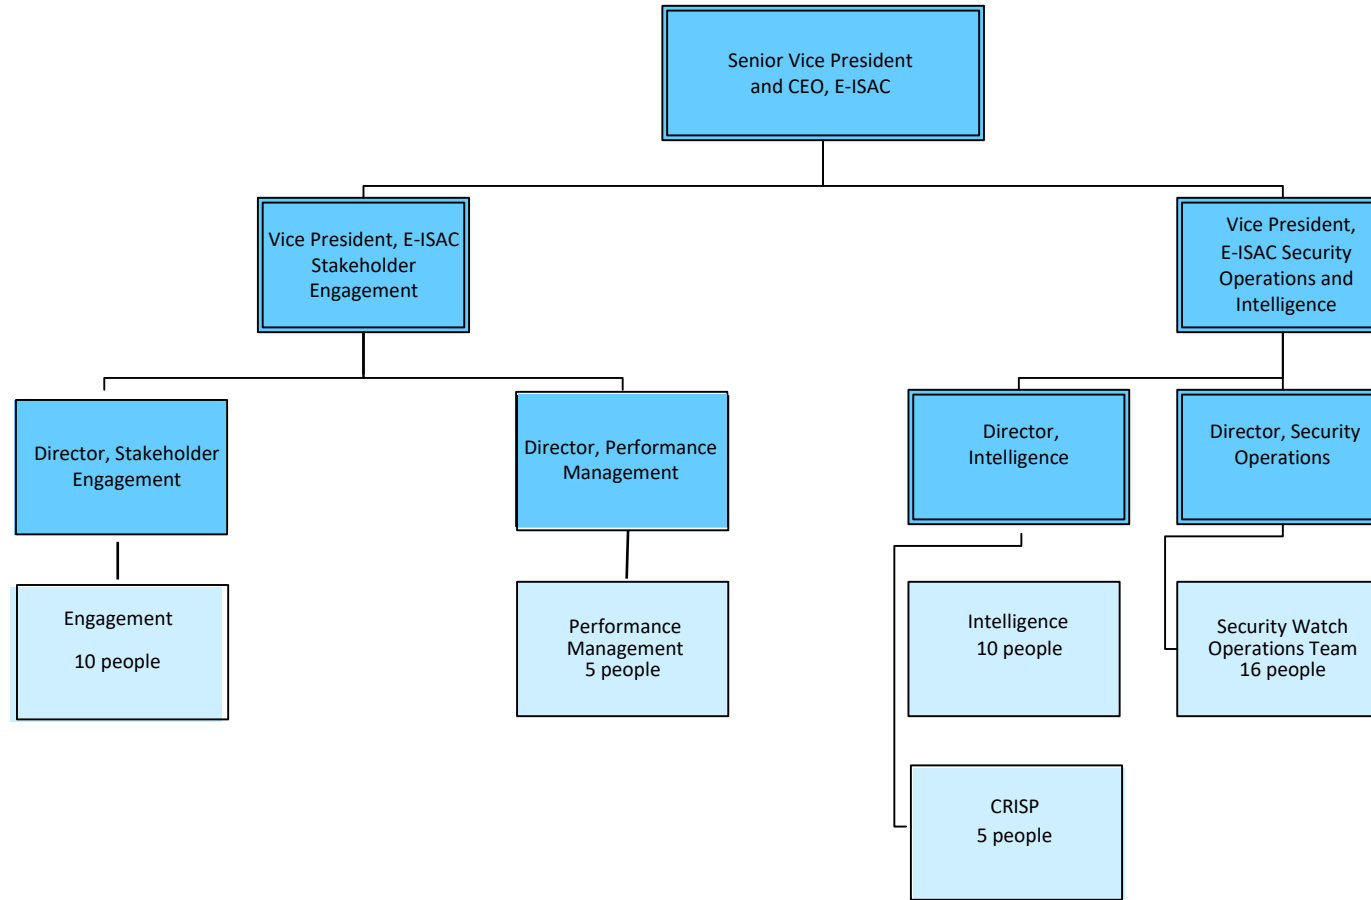 Senior Vice President
and CEO, E-ISAC
Vice President, E-ISAC
Stakeholder
Engagement
Vice President,
E-ISAC Security
Operations and
Intelligence
Director, Stakeholder
Engagement
Director, Performance
Management
Director,
Intelligence
Director, Security
Operations
Engagement
10 people
Performance
Management
5 people
Intelligence
10 people
Security Watch
Operations Team
16 people
CRISP
5 people